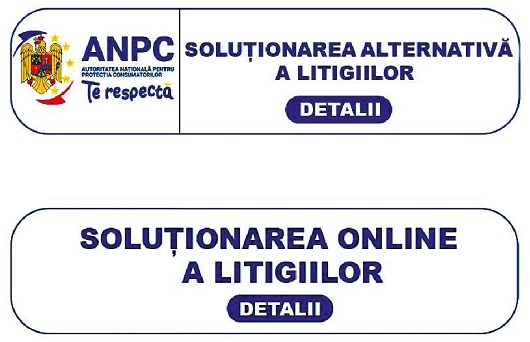 ANPC
AUTORITATEA NAȚIONALĂ PENTRU
PROTECȚIA CONSUMATORILOR
Te respectă
SOLUȚIONAREA ALTERNATIVĂ
A LITIGIILOR
DETALII
SOLUȚIONAREA ONLINE
A LITIGIILOR
DETALII